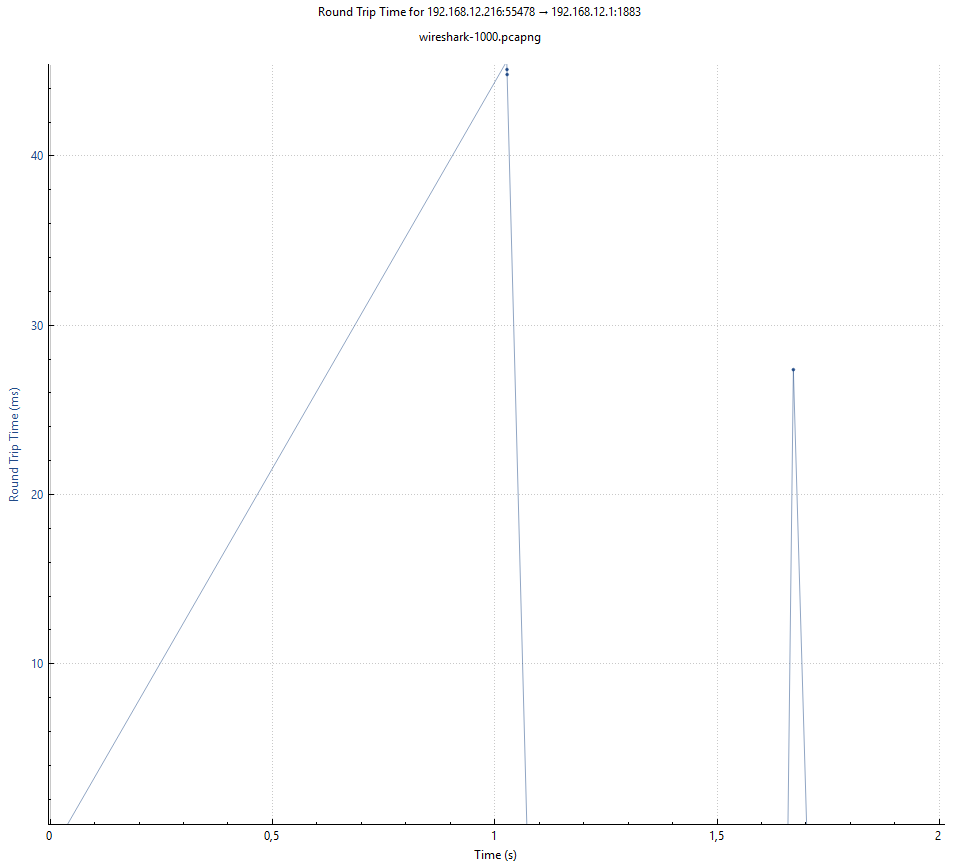 Round Trip Time for 192.168.12.216:55478 → 192.168.12.1:1883
wireshark-1000.pcapng
40
30
20
10
Round Trip Time (ms)
0
0,5
1
1,5
2
Time (s)